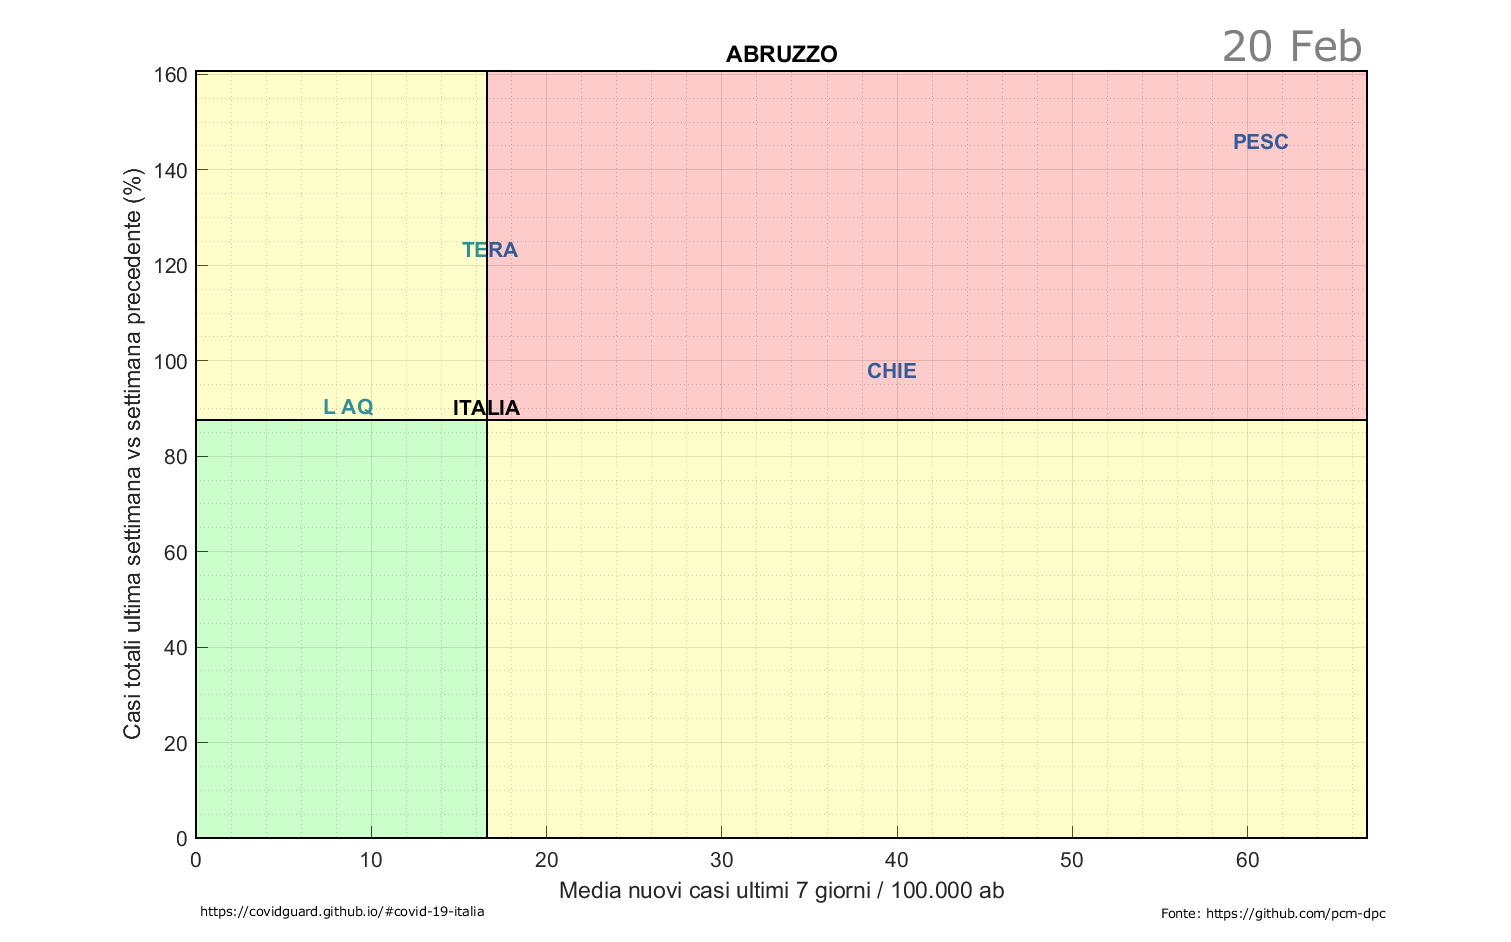 20 Feb
ABRUZZO
160
140
120
100
80
60
40
20
0
Casi totali ultima settimana vs settimana precedente (%)
PESC
TERA
CHIE
L AQ
ITALIA
0 10 20 30 40 50 60
Media nuovi casi ultimi 7 giorni / 100.000 ab
https://covidguard.github.io/#covid-19-italia
Fonte: https://github.com/pcm-dpc